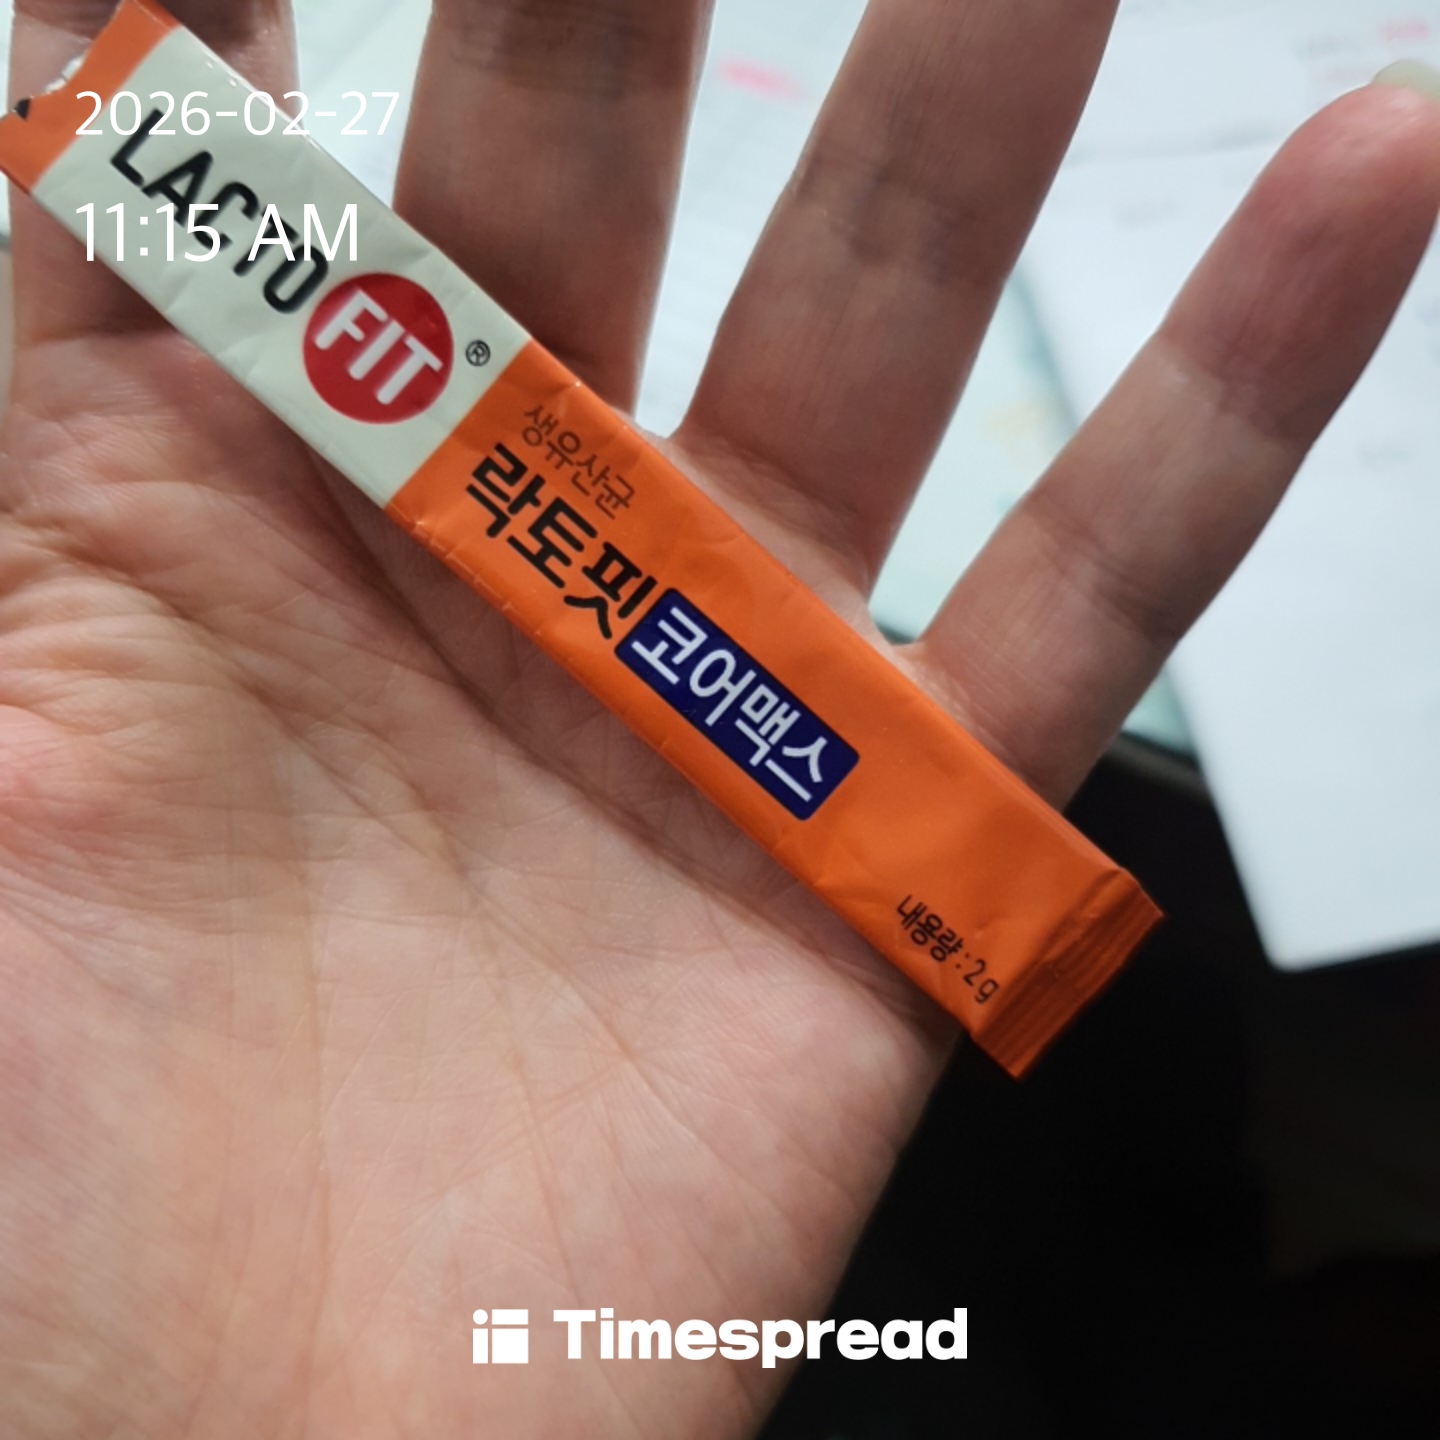 2026-02-27
11:15 AM
LACTO FIT®
생유산균
락토핏 코어맥스
내용량:2g
Timespread